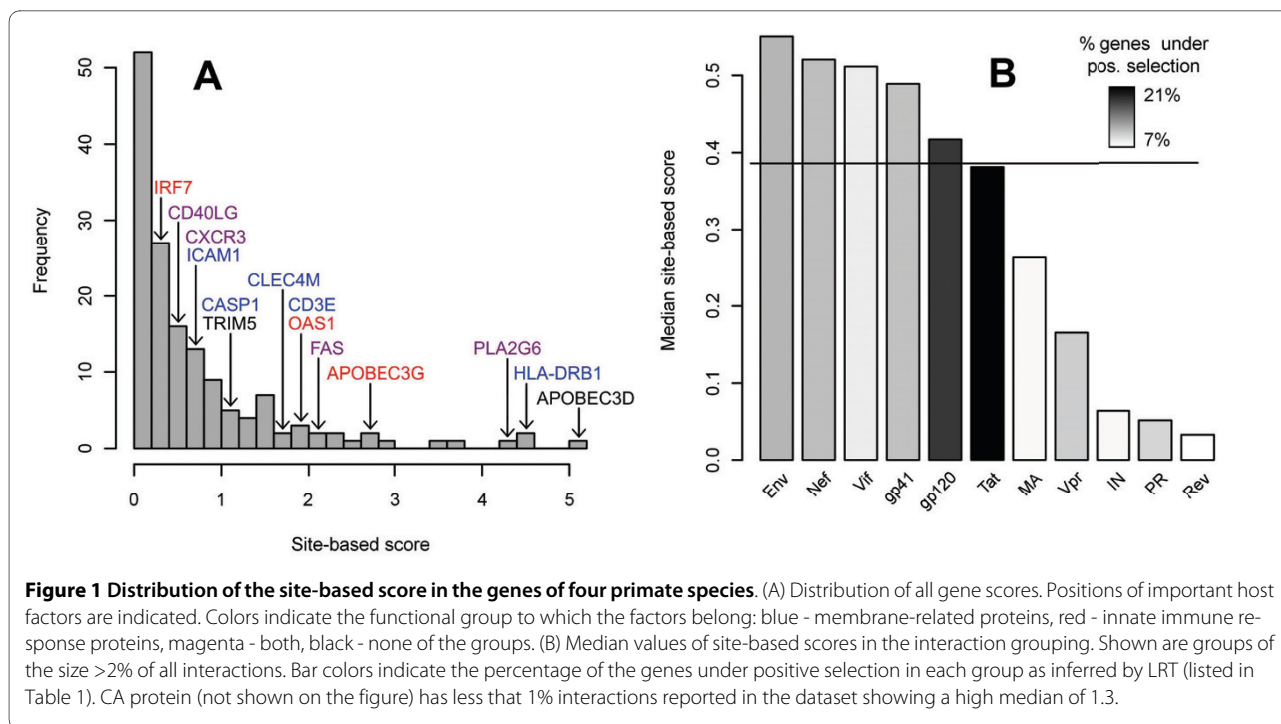 A
50
40
30
20
10
0
Frequency
IRF7
CD40LG
CXCR3
ICAM1
CASP1
TRIM5
CLEC4M
CD3E
OAS1
FAS
APOBEC3G
PLA2G6
HLA-DRB1
APOBEC3D
0 1 2 3 4 5
Site-based score
B
% genes under
pos. selection
21%
7%
0.5
0.4
0.3
0.2
0.1
0.0
Median site-based score
Env Nef Vif gp41 gp120 Tat MA Vpr IN PR Rev
Figure 1 Distribution of the site-based score in the genes of four primate species. (A) Distribution of all gene scores. Positions of important host
factors are indicated. Colors indicate the functional group to which the factors belong: blue - membrane-related proteins, red - innate immune re-
sponse proteins, magenta - both, black - none of the groups. (B) Median values of site-based scores in the interaction grouping. Shown are groups of
the size >2% of all interactions. Bar colors indicate the percentage of the genes under positive selection in each group as inferred by LRT (listed in
Table 1). CA protein (not shown on the figure) has less that 1% interactions reported in the dataset showing a high median of 1.3.